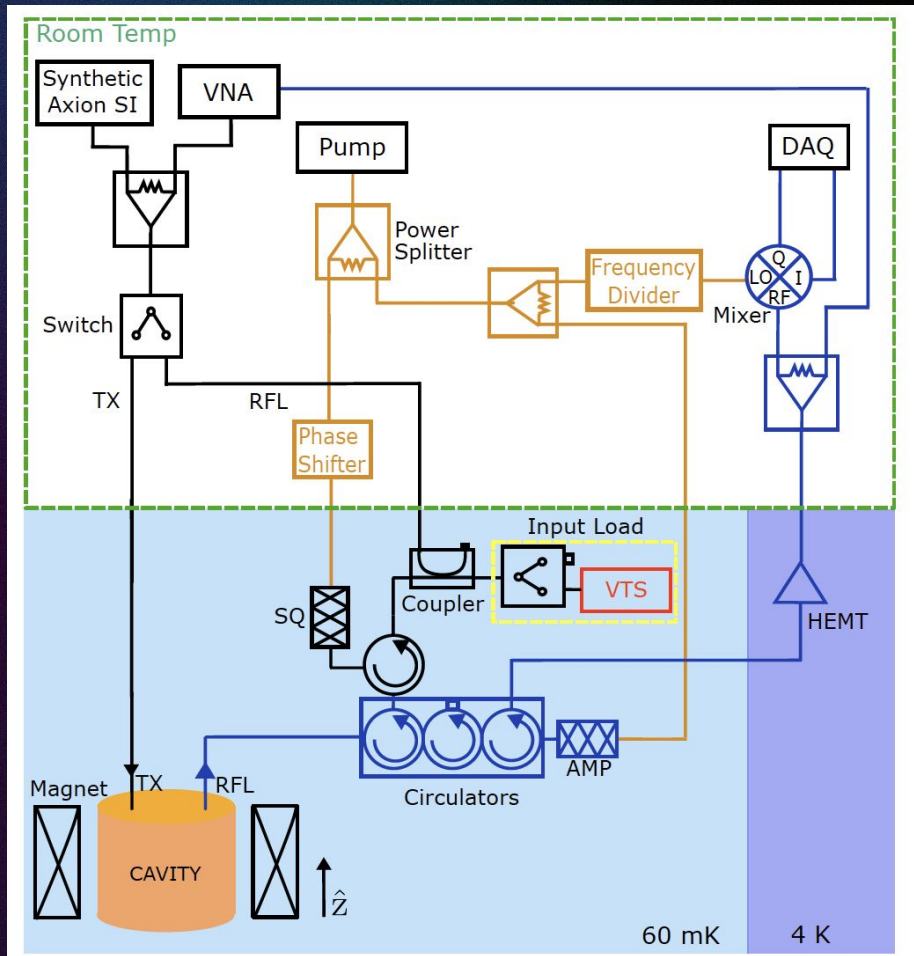 Room Temp
Synthetic
Axion SI
VNA
Pump
DAQ
Power
Splitter
Frequency
Divider
Q
LO
I
RF
Mixer
Switch
TX
RFL
Phase
Shifter
Input Load
Coupler
VTS
SQ
HEMT
AMP
Circulators
Magnet
TX
RFL
CAVITY
ẑ
60 mK
4 K